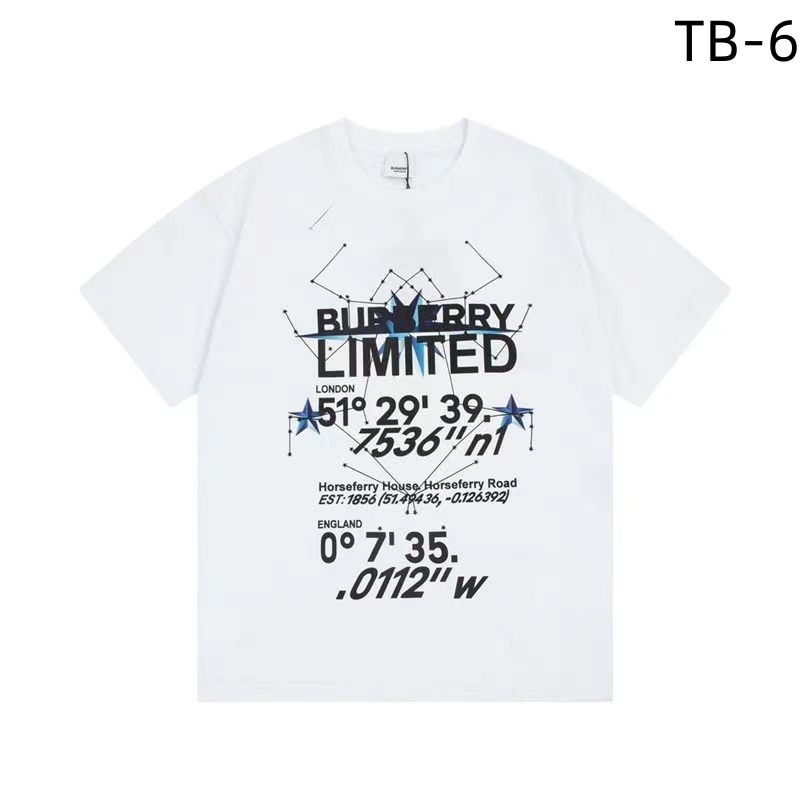 TB-6
BURBERRY
BURBERRY
LIMITED
LONDON
51° 29' 39.
7536"n1
Horseferry House, Horseferry Road
EST: 1856 (51.49436, -0.126392)
ENGLAND
0° 7' 35.
.0112"w